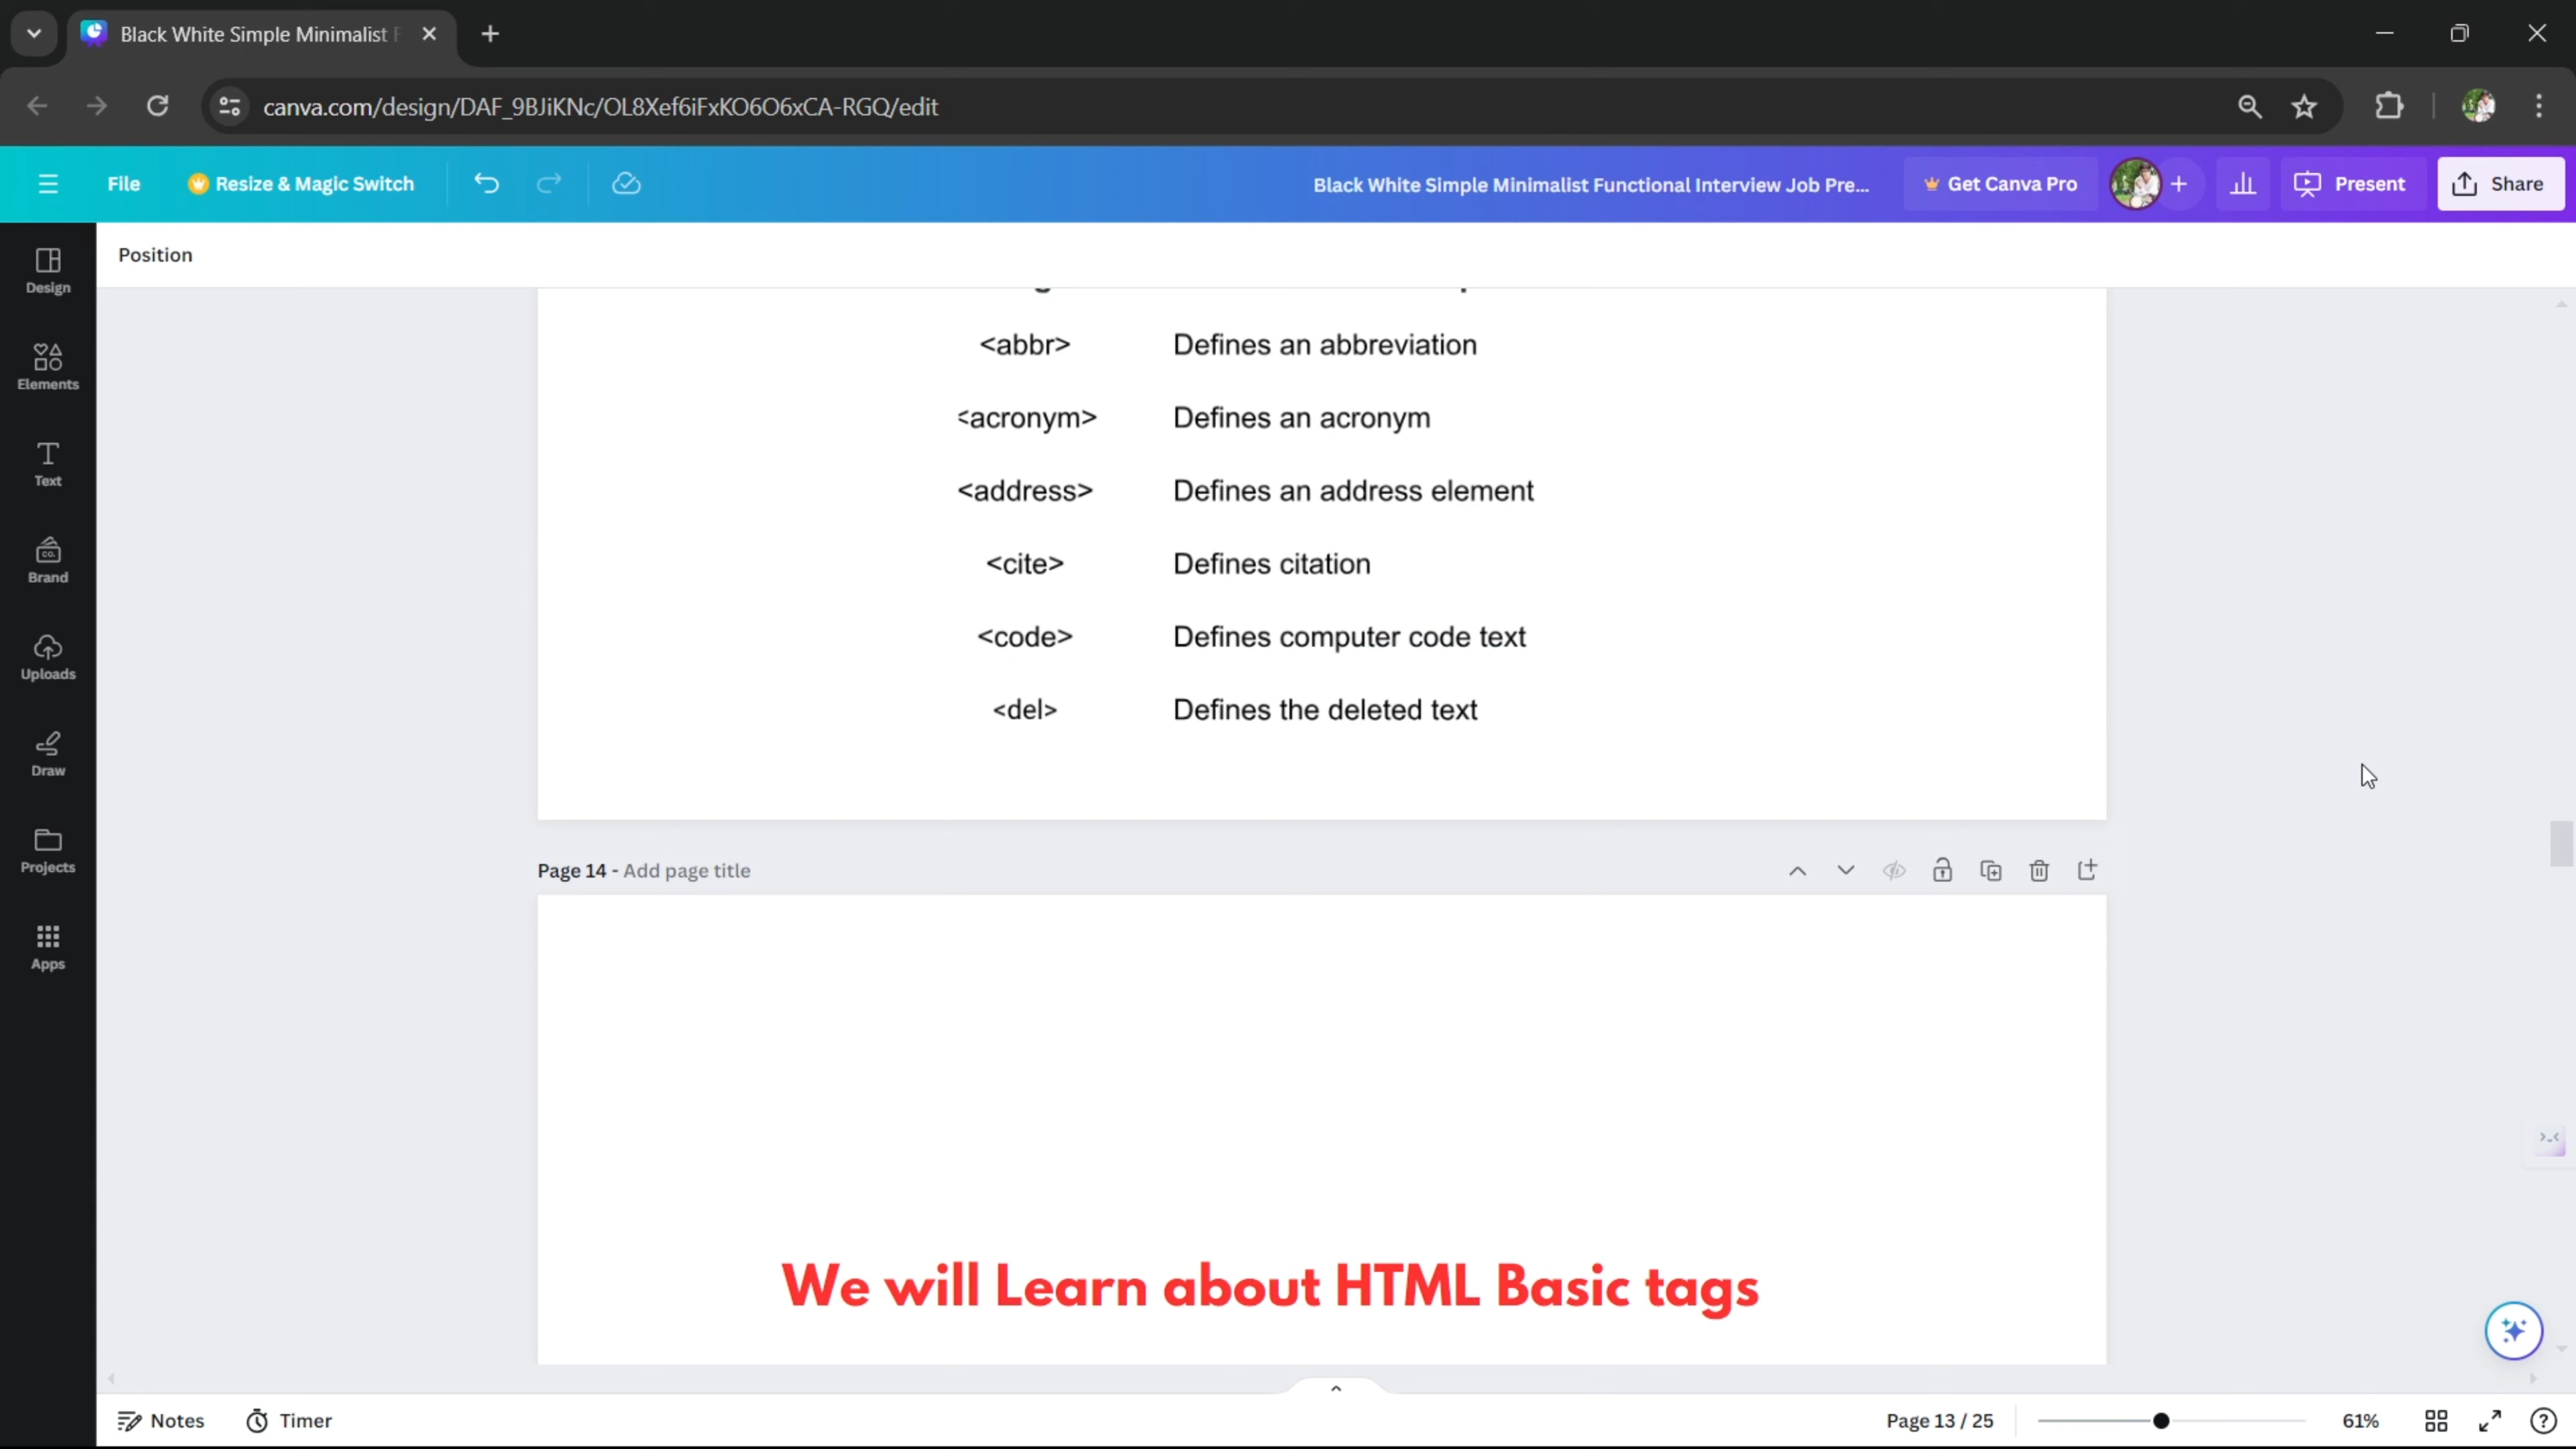 Black White Simple Minimalist
canva.com/design/DAF_9BJiKNc/OL8Xef6iFxKO6O6xCA-RGQ/edit
File
Resize & Magic Switch
Black White Simple Minimalist Functional Interview Job Pre...
Get Canva Pro
Present
Share
Design
Elements
Text
CO.
Brand
Uploads
Draw
Projects
Apps
Position
<abbr> Defines an abbreviation
<acronym> Defines an acronym
<address> Defines an address element
<cite> Defines citation
<code> Defines computer code text
<del> Defines the deleted text
Page 14 - Add page title
We will Learn about HTML Basic tags
Notes
Timer
Page 13 / 25
61%